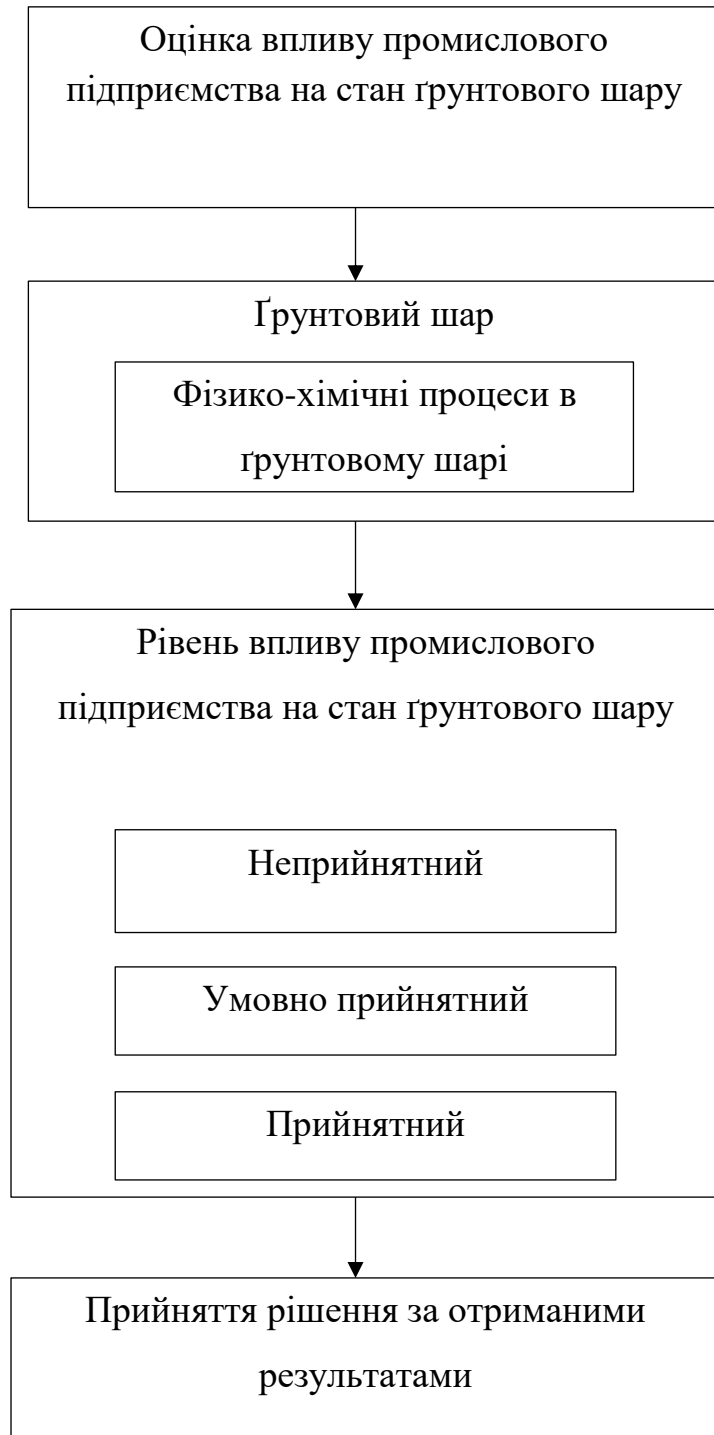 Оцінка впливу промислового
підприємства на стан ґрунтового шару
Ґрунтовий шар
Фізико-хімічні процеси в
ґрунтовому шарі
Рівень впливу промислового
підприємства на стан ґрунтового шару
Неприйнятний
Умовно прийнятний
Прийнятний
Прийняття рішення за отриманими
результатами